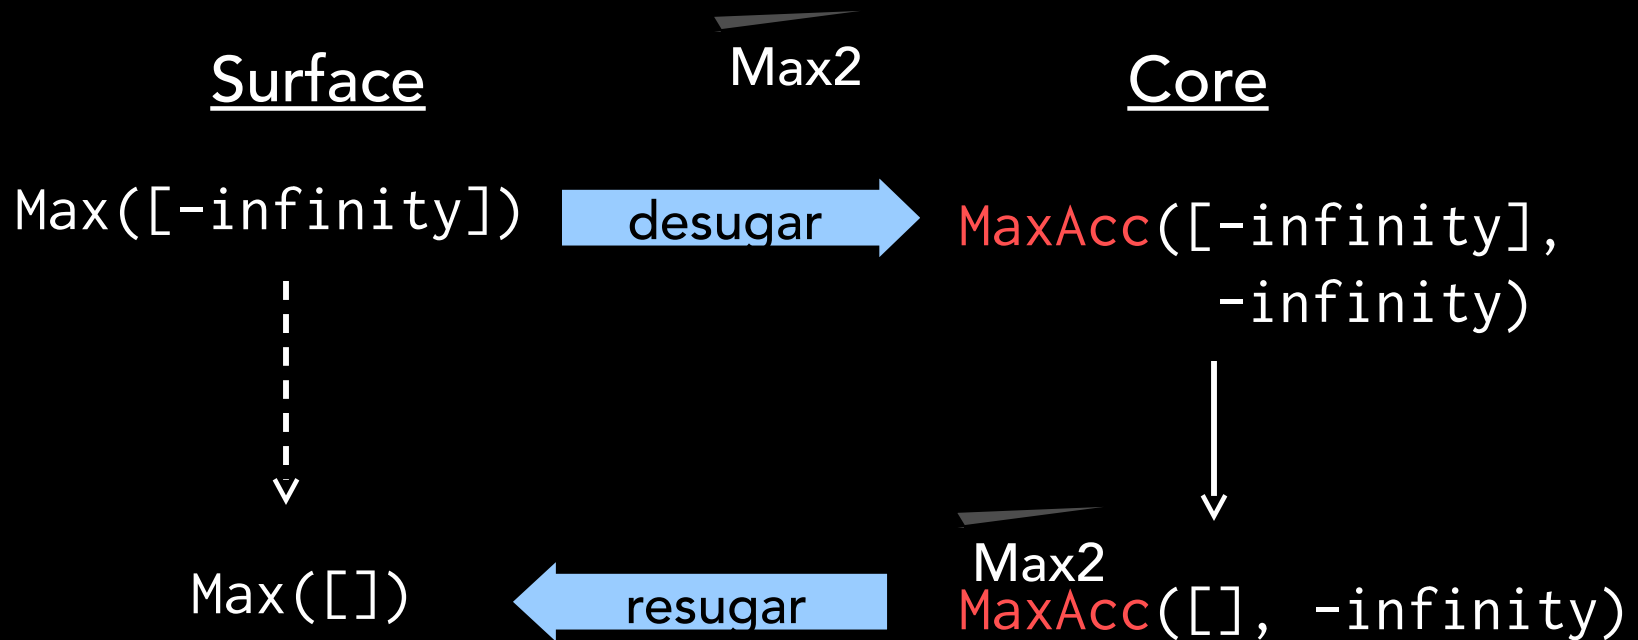 Max2
Surface
Core
Max([-infinity])
desugar
MaxAcc([-infinity],
-infinity)
Max2
Max([])
resugar
MaxAcc([], -infinity)